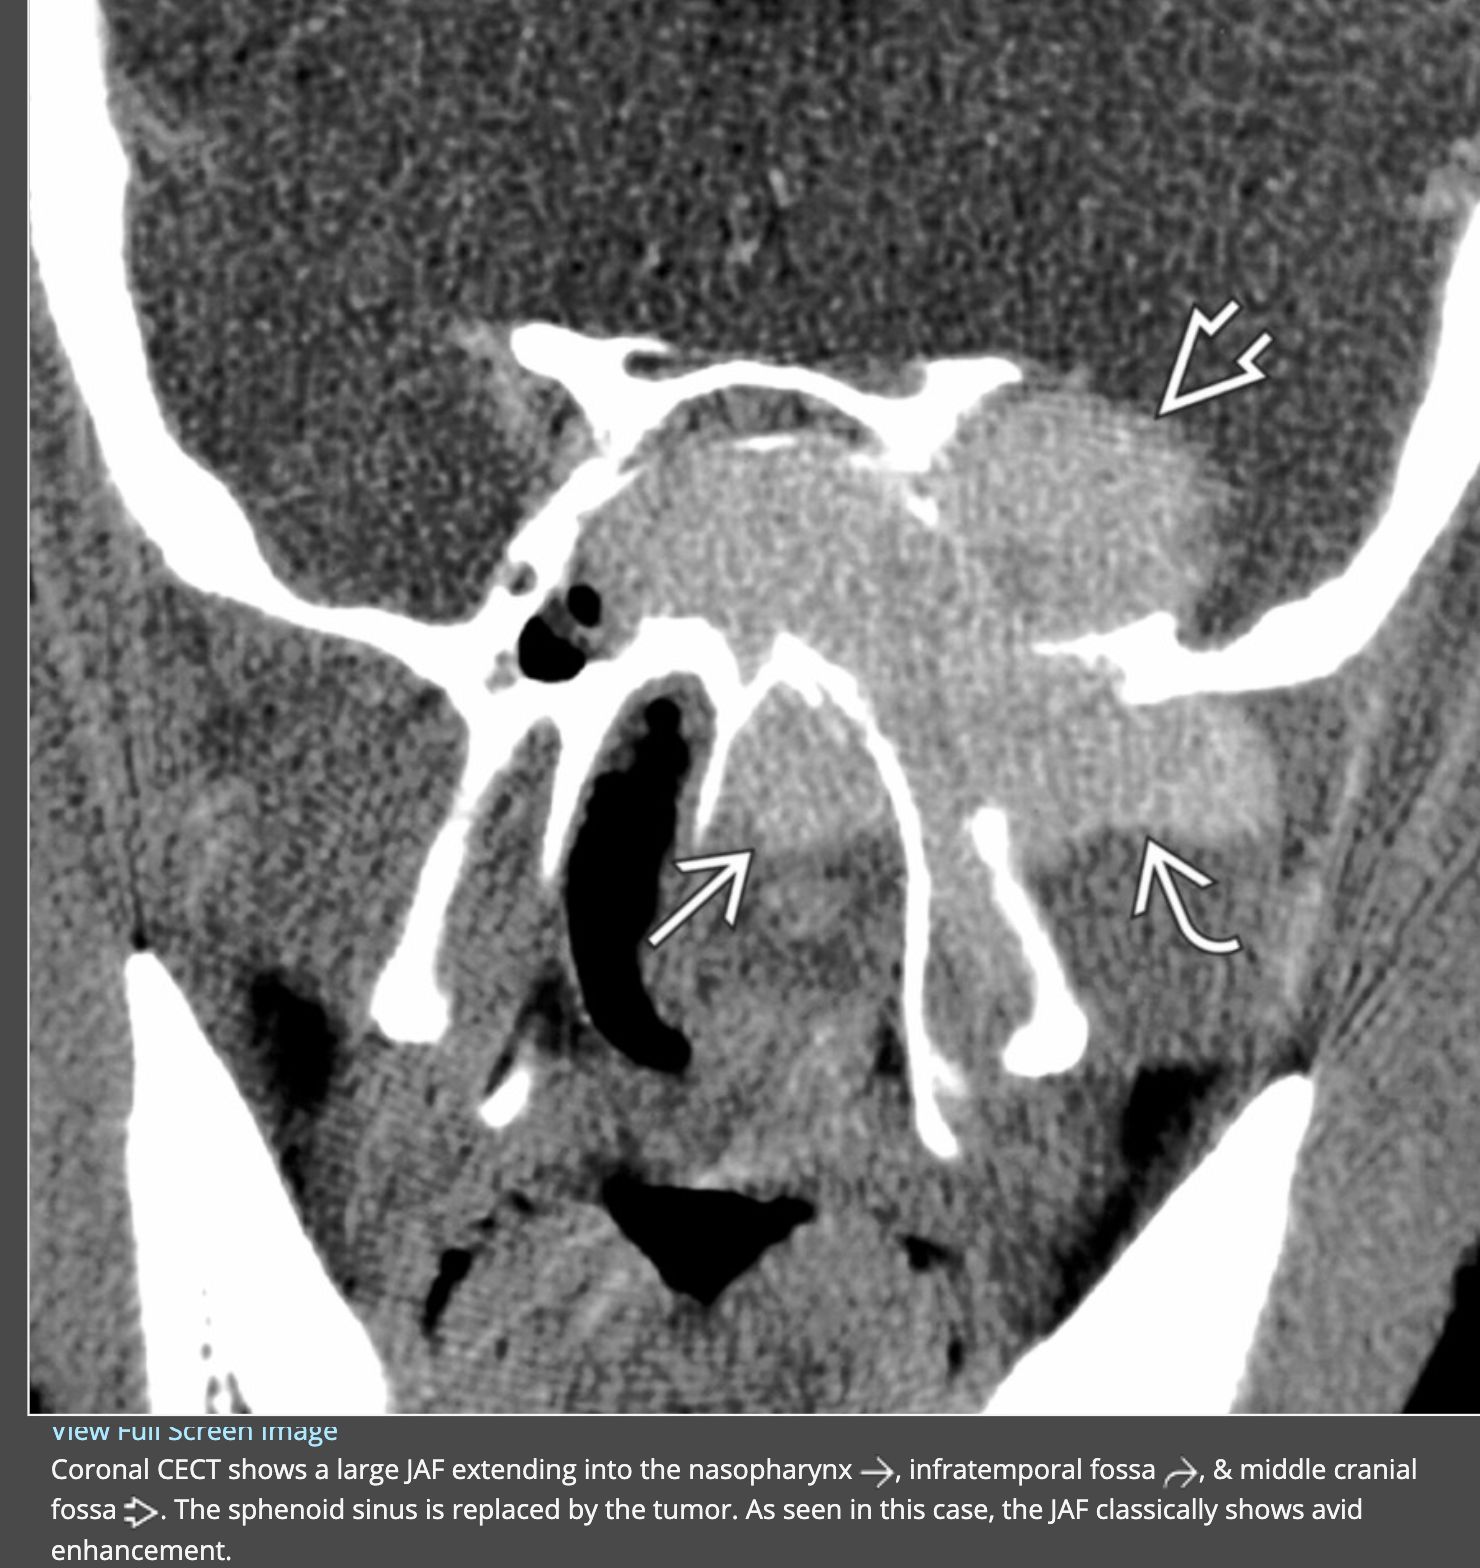 View Full Screen Image
Coronal CECT shows a large JAF extending into the nasopharynx →, infratemporal fossa ↷, & middle cranial
fossa ⇨. The sphenoid sinus is replaced by the tumor. As seen in this case, the JAF classically shows avid
enhancement.